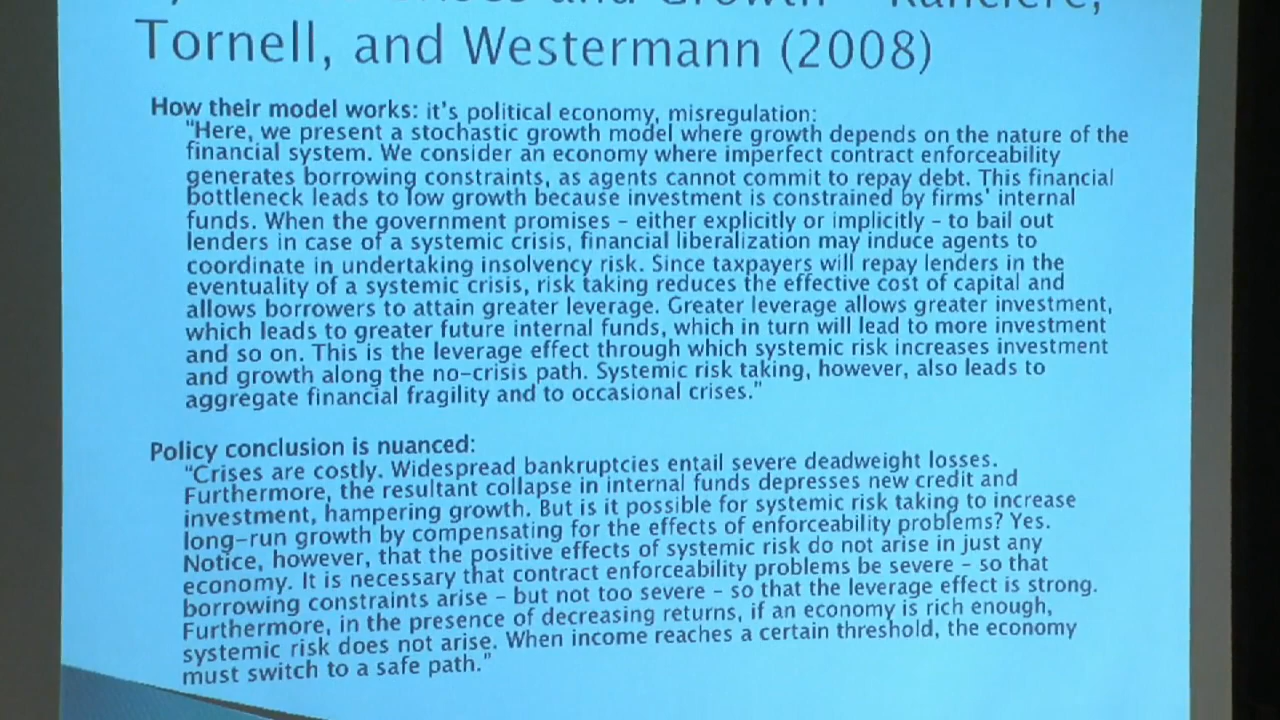 and Growth
Tornell, and Westermann (2008)
How their model works: it's political economy, misregulation:
"Here, we present a stochastic growth model where growth depends on the nature of the
financial system. We consider an economy where imperfect contract enforceability
generates borrowing constraints, as agents cannot commit to repay debt. This financial
bottleneck leads to low growth because investment is constrained by firms' internal
funds. When the government promises – either explicitly or implicitly – to bail out
lenders in case of a systemic crisis, financial liberalization may induce agents to
coordinate in undertaking insolvency risk. Since taxpayers will repay lenders in the
eventuality of a systemic crisis, risk taking reduces the effective cost of capital and
allows borrowers to attain greater leverage. Greater leverage allows greater investment,
which leads to greater future internal funds, which in turn will lead to more investment
and so on. This is the leverage effect through which systemic risk increases investment
and growth along the no-crisis path. Systemic risk taking, however, also leads to
aggregate financial fragility and to occasional crises."
Policy conclusion is nuanced:
"Crises are costly. Widespread bankruptcies entail severe deadweight losses.
Furthermore, the resultant collapse in internal funds depresses new credit and
investment, hampering growth. But is it possible for systemic risk taking to increase
long-run growth by compensating for the effects of enforceability problems? Yes.
Notice, however, that the positive effects of systemic risk do not arise in just any
economy. It is necessary that contract enforceability problems be severe – so that
borrowing constraints arise – but not too severe – so that the leverage effect is strong.
Furthermore, in the presence of decreasing returns, if an economy is rich enough,
systemic risk does not arise. When income reaches a certain threshold, the economy
must switch to a safe path."